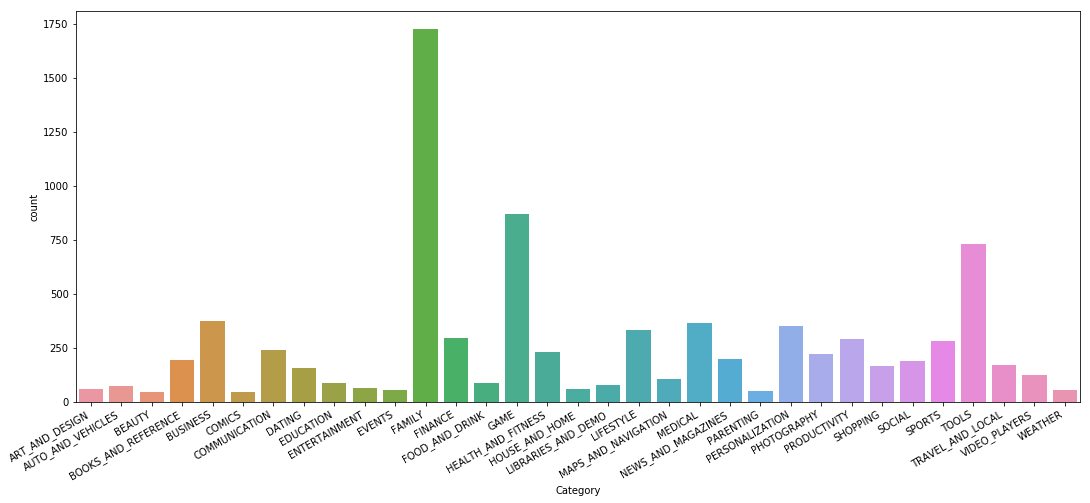 1750
1500
1250
1000
750
500
250
0
count
ART_AND_DESIGN
AUTO_AND_VEHICLES
BEAUTY
BOOKS_AND_REFERENCE
BUSINESS
COMICS
COMMUNICATION
DATING
EDUCATION
ENTERTAINMENT
EVENTS
FAMILY
FINANCE
FOOD_AND_DRINK
GAME
HEALTH_AND_FITNESS
HOUSE_AND_HOME
LIBRARIES_AND_DEMO
LIFESTYLE
MAPS_AND_NAVIGATION
MEDICAL
NEWS_AND_MAGAZINES
PARENTING
PERSONALIZATION
PHOTOGRAPHY
PRODUCTIVITY
SHOPPING
SOCIAL
SPORTS
TOOLS
TRAVEL_AND_LOCAL
VIDEO_PLAYERS
WEATHER
Category